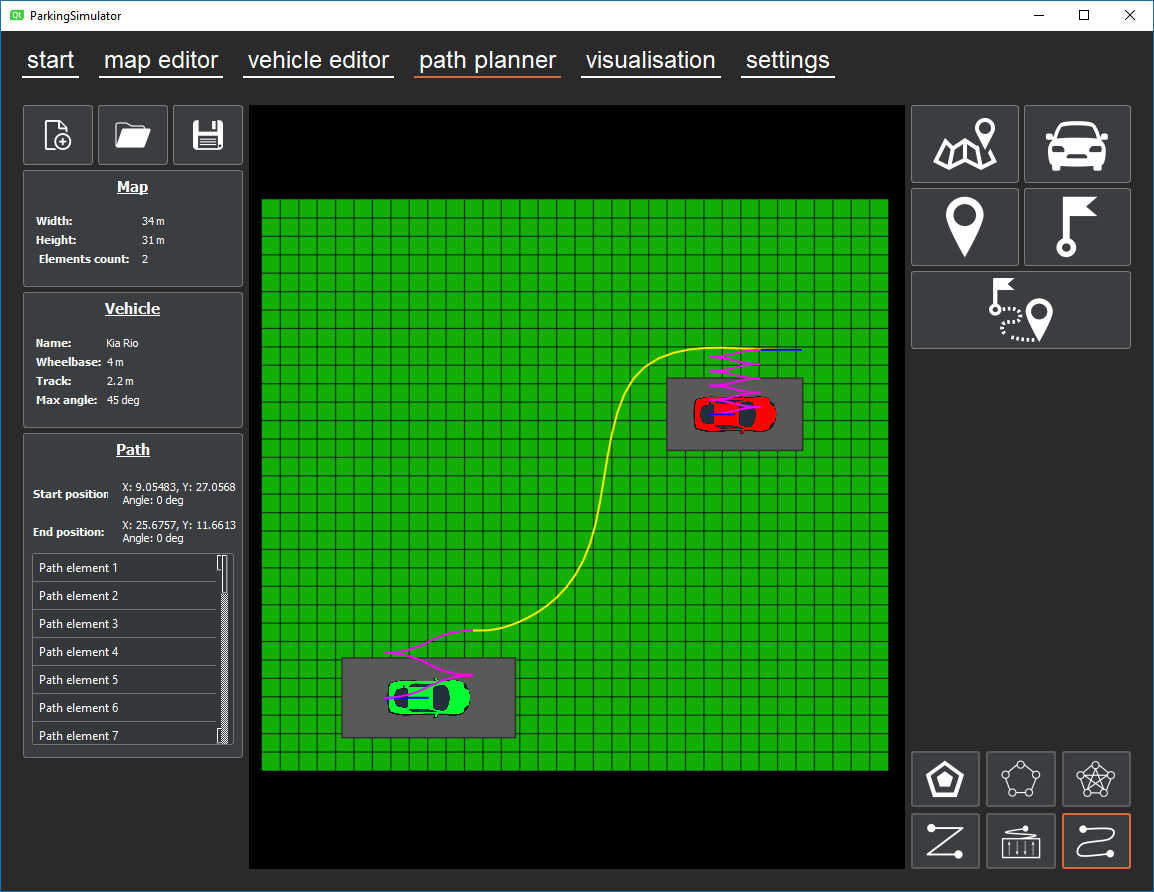 ParkingSimulator
start map editor vehicle editor path planner visualisation settings
Map
Width: 34 m
Height: 31 m
Elements count: 2
Vehicle
Name: Kia Rio
Wheelbase: 4 m
Track: 2.2 m
Max angle: 45 deg
Path
Start position X: 9.05483, Y: 27.0568
Angle: 0 deg
End position: X: 25.6757, Y: 11.6613
Angle: 0 deg
Path element 1
Path element 2
Path element 3
Path element 4
Path element 5
Path element 6
Path element 7